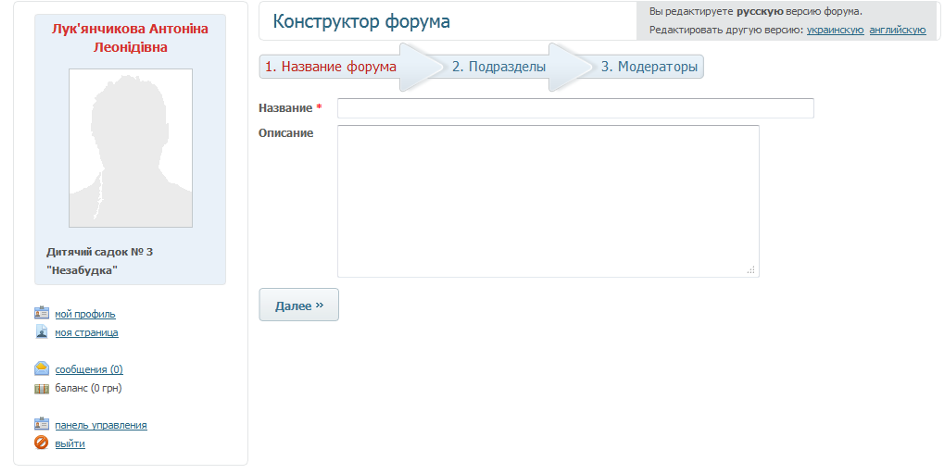 Лук'янчикова Антоніна
Леонідівна
Дитячий садок № 3
"Незабудка"
мой профиль
моя страница
сообщения (0)
баланс (0 грн)
панель управления
выйти
Конструктор форума
Вы редактируете русскую версию форума.
Редактировать другую версию: украинскую английскую
1. Название форума 2. Подразделы 3. Модераторы
Название *
Описание
Далее »